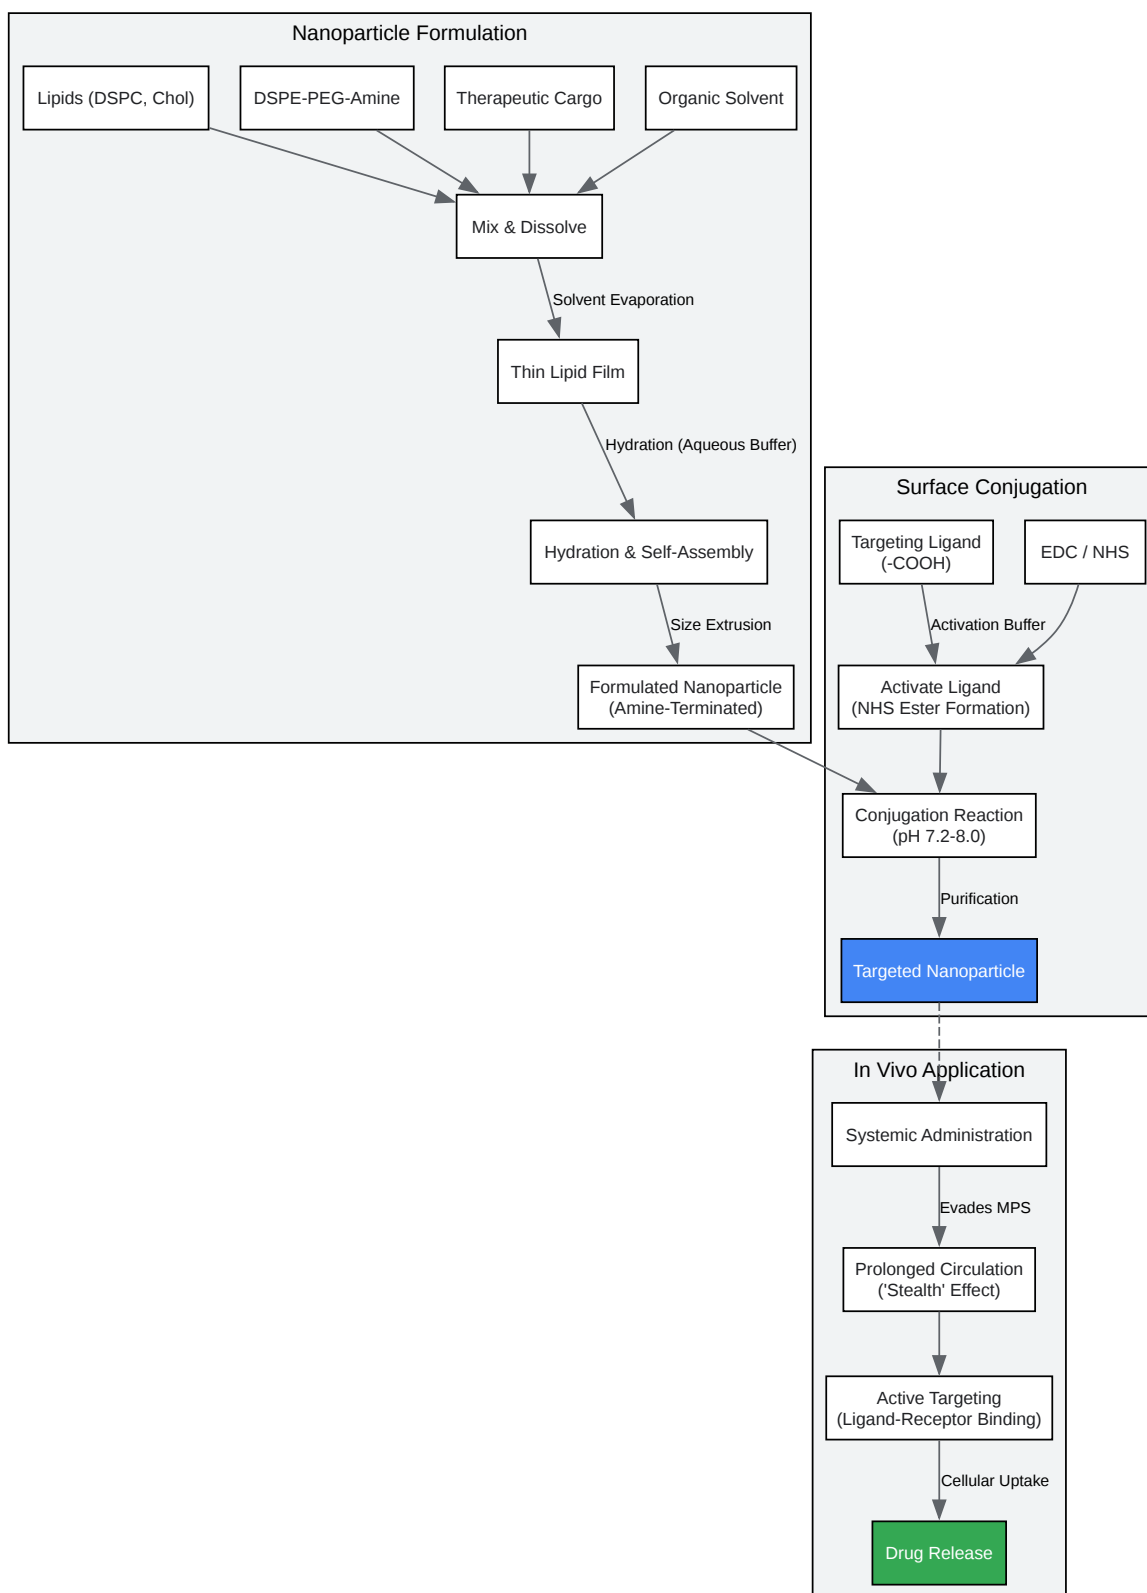 Nanoparticle Formulation
Lipids (DSPC, Chol)
DSPE-PEG-Amine
Therapeutic Cargo
Organic Solvent
Mix & Dissolve
Solvent Evaporation
Thin Lipid Film
Hydration (Aqueous Buffer)
Hydration & Self-Assembly
Size Extrusion
Formulated Nanoparticle
(Amine-Terminated)
Surface Conjugation
Targeting Ligand
(-COOH)
EDC / NHS
Activation Buffer
Activate Ligand
(NHS Ester Formation)
Conjugation Reaction
(pH 7.2-8.0)
Purification
Targeted Nanoparticle
In Vivo Application
Systemic Administration
Evades MPS
Prolonged Circulation
('Stealth' Effect)
Active Targeting
(Ligand-Receptor Binding)
Cellular Uptake
Drug Release